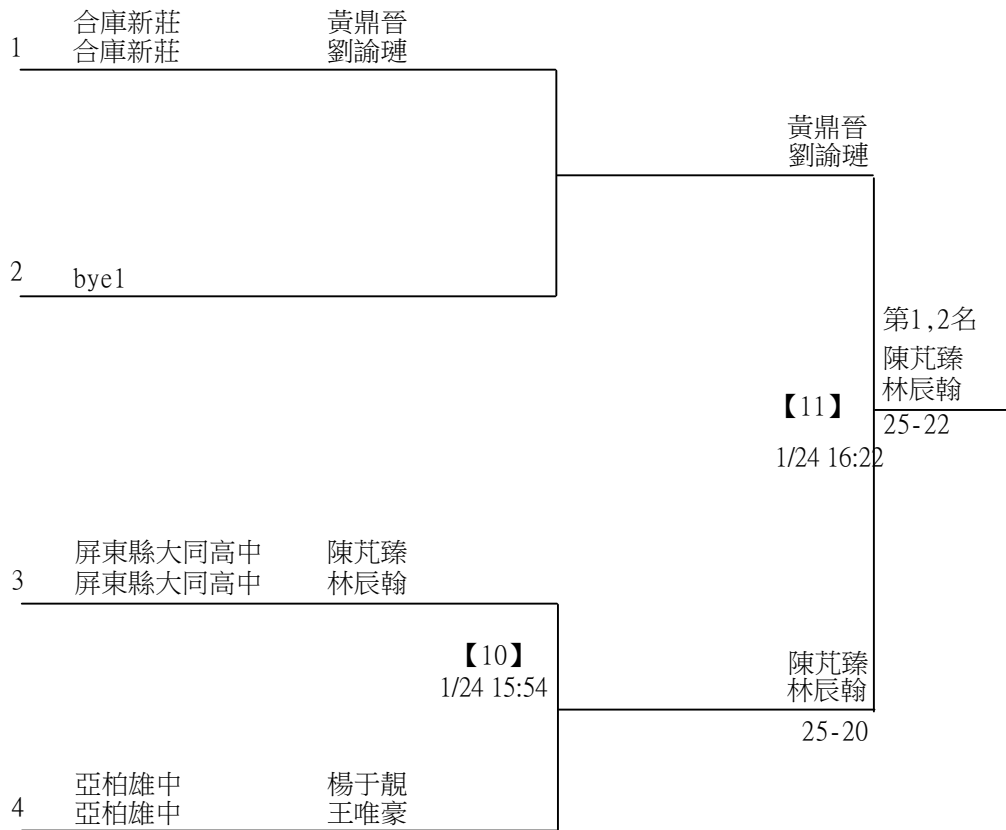 合庫新莊 黃鼎晉
1 合庫新莊 劉諭璉
黃鼎晉
劉諭璉
2 bye1
第1,2名
陳芃臻
林辰翰
【11】
25-22
1/24 16:22
屏東縣大同高中 陳芃臻
3 屏東縣大同高中 林辰翰
【10】
1/24 15:54
陳芃臻
林辰翰
25-20
亞柏雄中 楊于靚
4 亞柏雄中 王唯豪